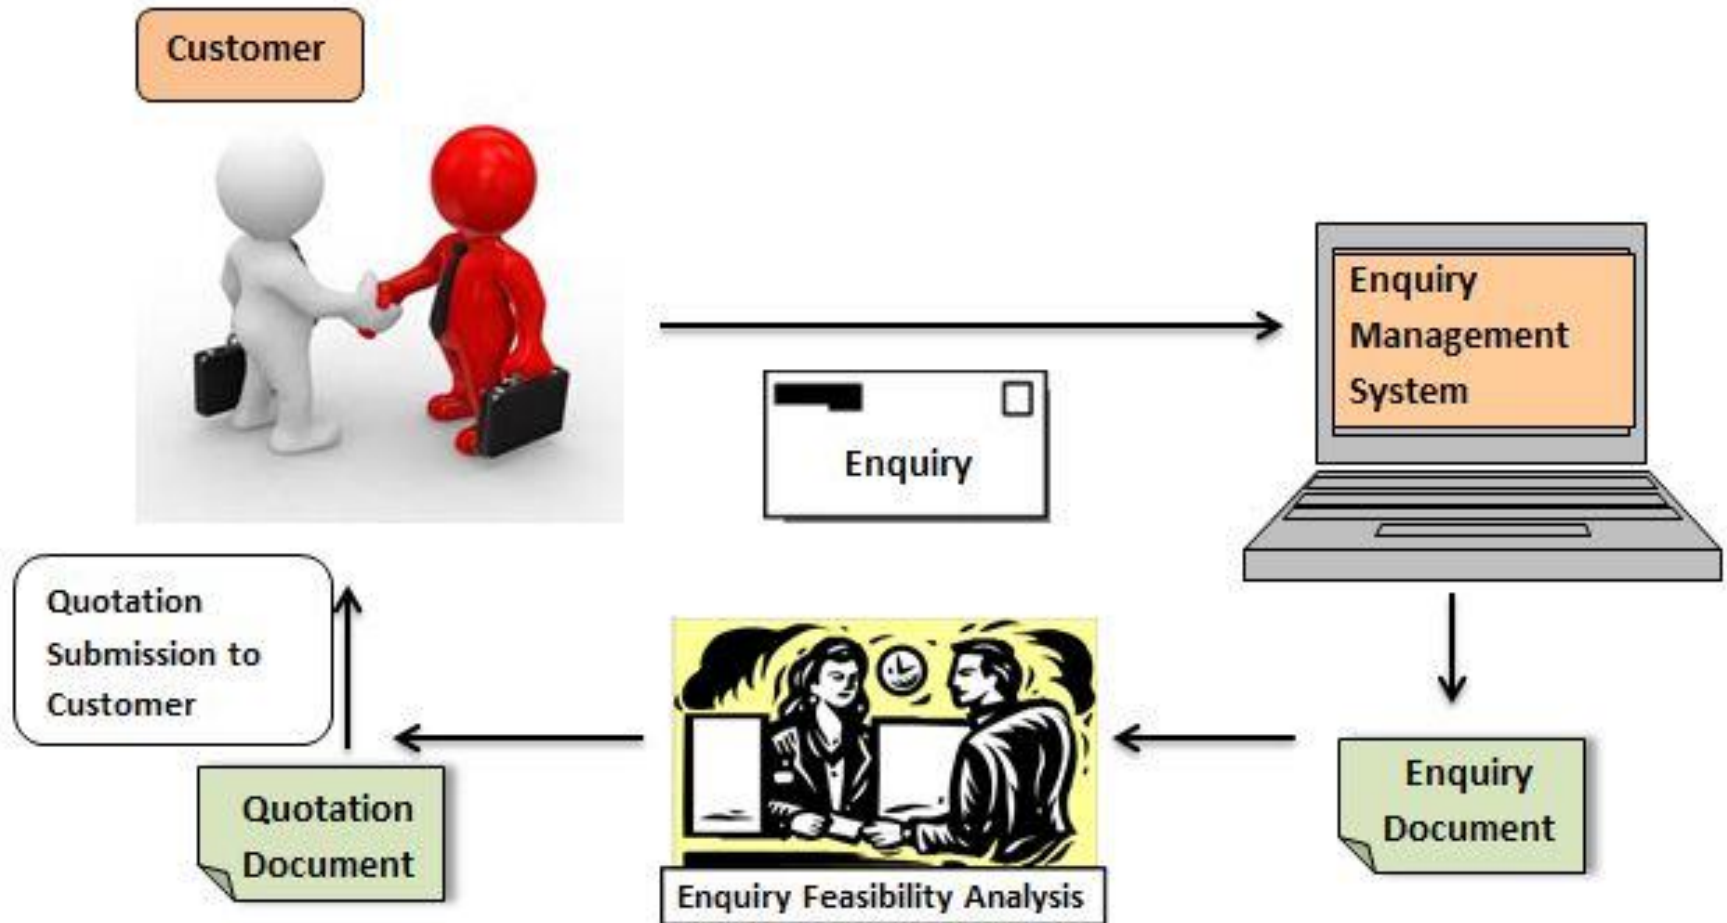 Customer
Enquiry
Management
System
Enquiry
Quotation
Submission to
Customer
Quotation
Document
Enquiry Feasibility Analysis
Enquiry
Document